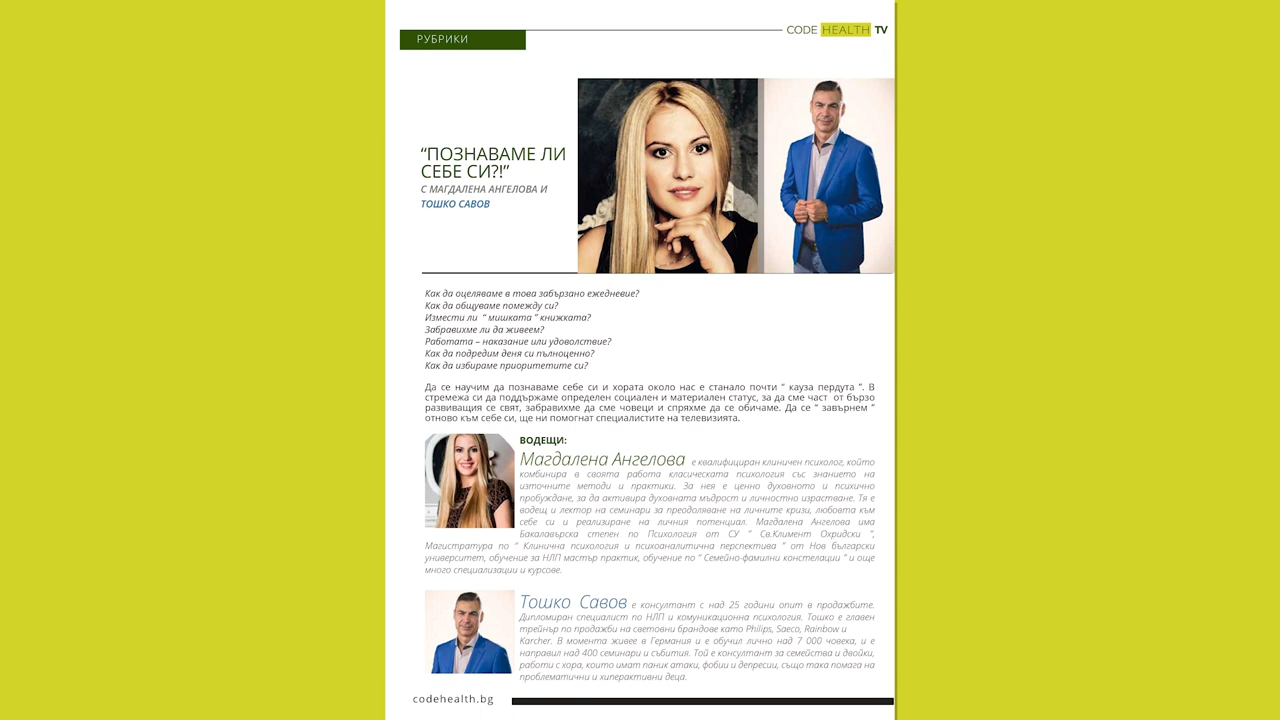 РУБРИКИ
CODE HEALTH TV
“ПОЗНАВАМЕ ЛИ
СЕБЕ СИ?!”
С МАГДАЛЕНА АНГЕЛОВА И
ТОШКО САВОВ
Как да оцеляваме в това забързано ежедневие?
Как да общуваме помежду си?
Измести ли “ мишката ” книжката?
Забравихме ли да живеем?
Работата – наказание или удоволствие?
Как да подредим деня си пълноценно?
Как да избираме приоритетите си?
Да се научим да познаваме себе си и хората около нас е станало почти “ кауза пердута ”. В
стремежа си да поддържаме определен социален и материален статус, за да сме част от бързо
развиващия се свят, забравихме да сме човеци и спряхме да се обичаме. Да се “ завърнем ”
отново към себе си, ще ни помогнат специалистите на телевизията.
ВОДЕЩИ:
Магдалена Ангелова е квалифициран клиничен психолог, който
комбинира в своята работа класическата психология със знанието на
източните методи и практики. За нея е ценно духовното и психично
пробуждане, за да активира духовната мъдрост и личностно израстване. Тя е
водещ и лектор на семинари за преодоляване на личните кризи, любовта към
себе си и реализиране на личния потенциал. Магдалена Ангелова има
Бакалавърска степен по Психология от СУ “ Св.Климент Охридски ”,
Магистратура по “ Клинична психология и психоаналитична перспектива ” от Нов български
университет, обучение за НЛП мастър практик, обучение по “ Семейно-фамилни констелации ” и още
много специализации и курсове.
Тошко Савов е консултант с над 25 години опит в продажбите.
Дипломиран специалист по НЛП и комуникационна психология. Тошко е главен
трейнър по продажби на световни брандове като Philips, Saeco, Rainbow и
Karcher. В момента живее в Германия и е обучил лично над 7 000 човека, и е
направил над 400 семинари и събития. Той е консултант за семейства и двойки,
работи с хора, които имат паник атаки, фобии и депресии, също така помага на
проблематични и хиперактивни деца.
codehealth.bg